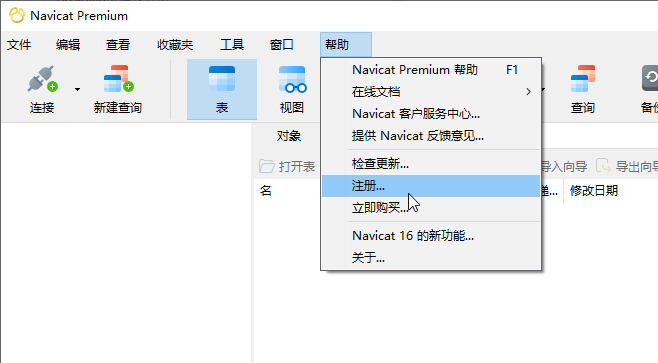 Navicat Premium
文件 编辑 查看 收藏夹 工具 窗口 帮助
连接 新建查询 表 视图 查询
Navicat Premium 帮助 F1
在线文档
Navicat 客户服务中心...
提供 Navicat 反馈意见...
检查更新...
注册...
立即购买...
Navicat 16 的新功能...
关于...
对象
打开表 导入向导 导出向导
名 修改日期